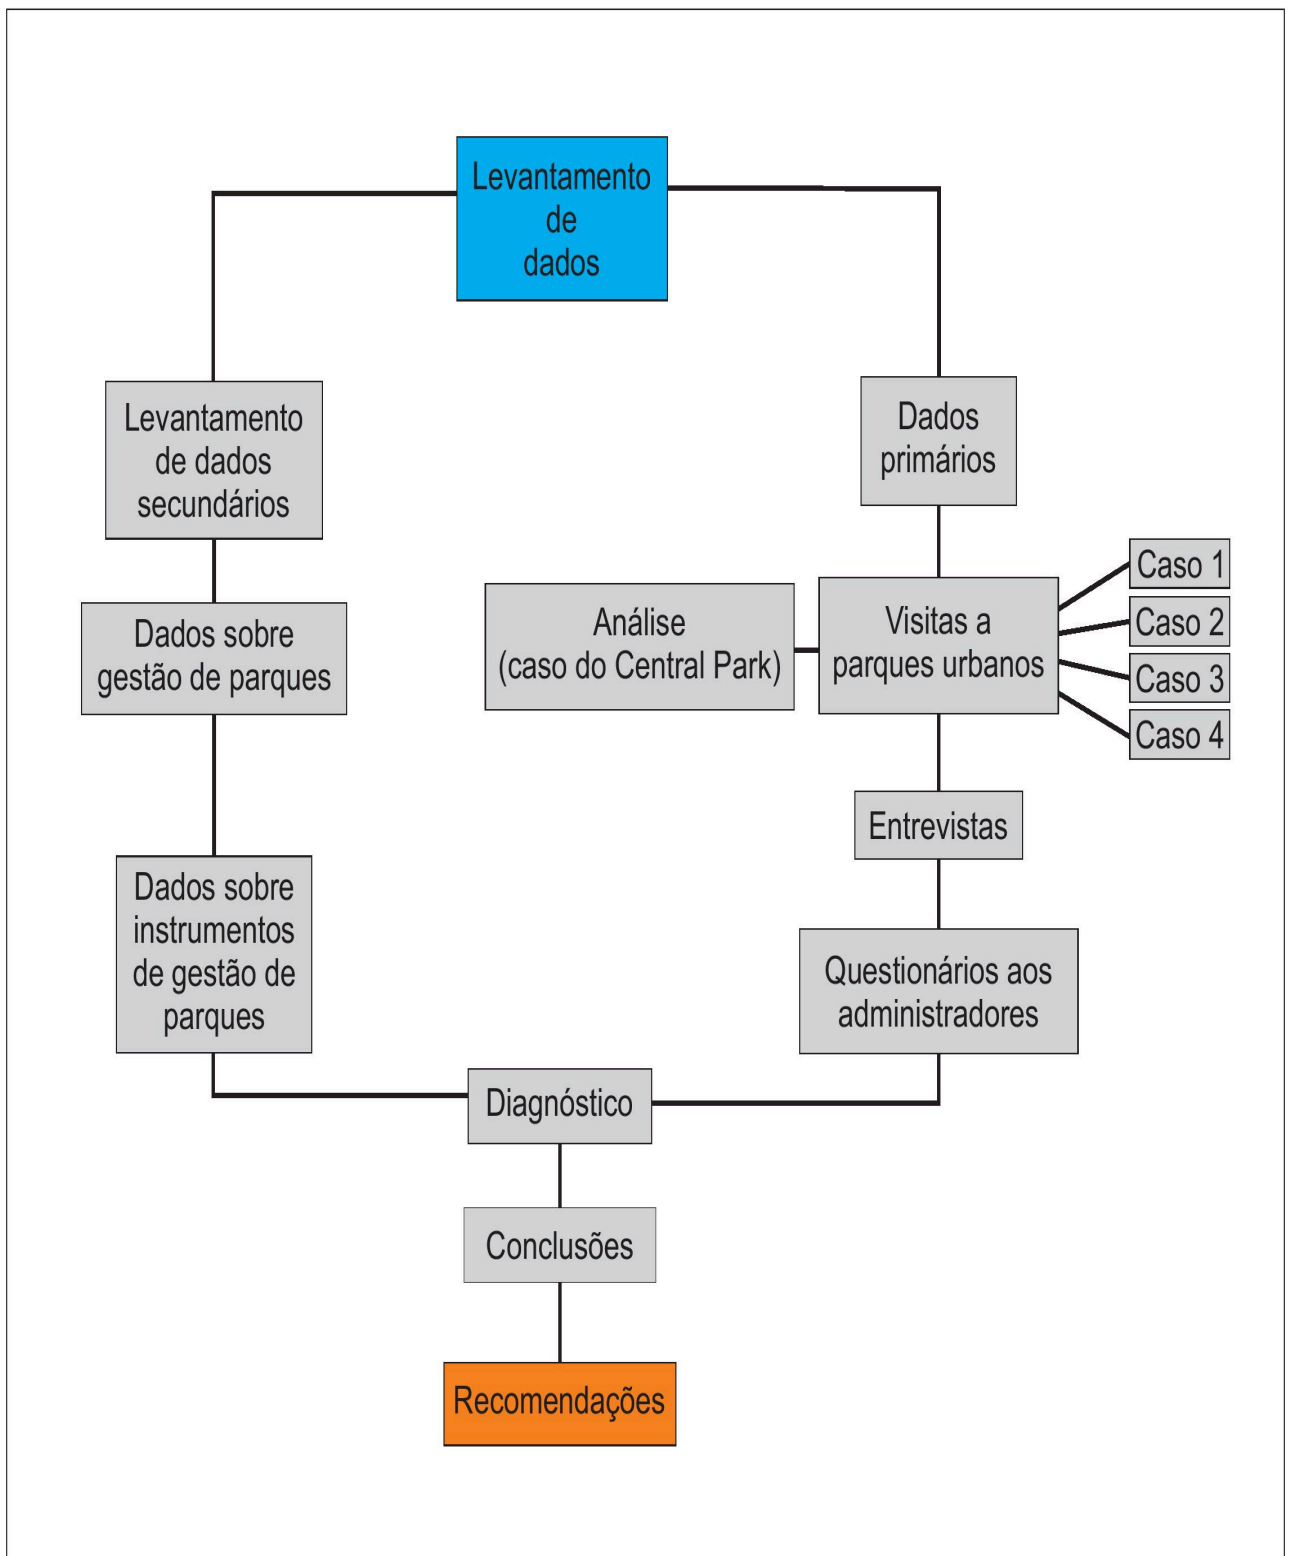 Levantamento
de
dados
Levantamento
de dados
secundários
Dados
primários
Dados sobre
gestão de parques
Análise
(caso do Central Park)
Visitas a
parques urbanos
Caso 1
Caso 2
Caso 3
Caso 4
Entrevistas
Dados sobre
instrumentos
de gestão de
parques
Questionários aos
administradores
Diagnóstico
Conclusões
Recomendações